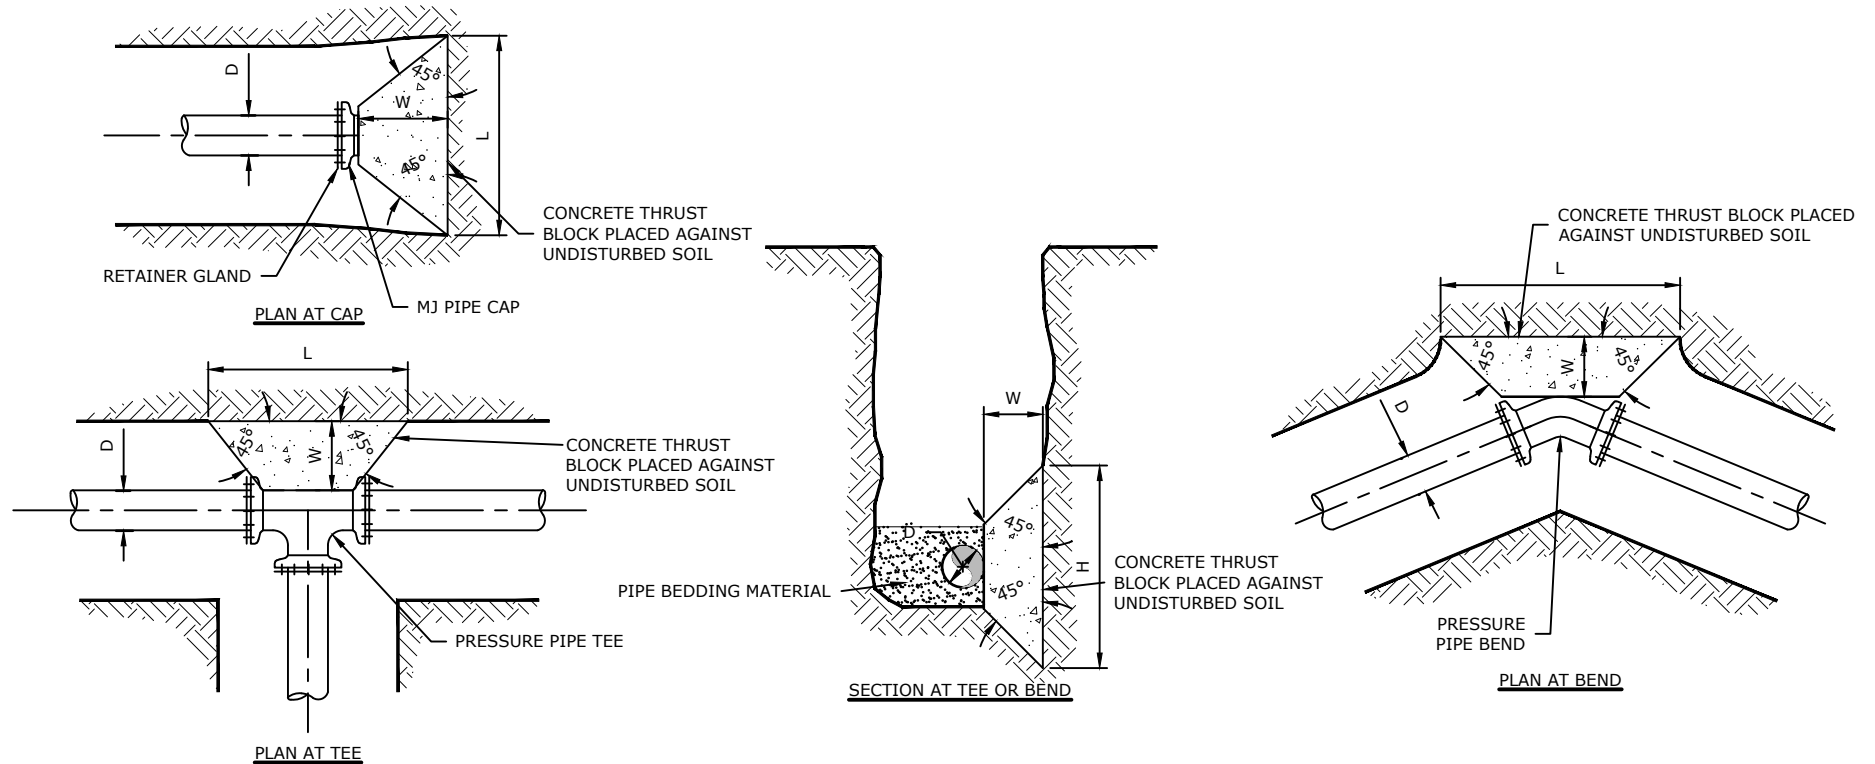 D
45°
W
L
45°
CONCRETE THRUST
BLOCK PLACED AGAINST
UNDISTURBED SOIL
RETAINER GLAND
MJ PIPE CAP
PLAN AT CAP
L
D
45°
W
45°
CONCRETE THRUST
BLOCK PLACED AGAINST
UNDISTURBED SOIL
PRESSURE PIPE TEE
PLAN AT TEE
W
45°
D
H
45°
PIPE BEDDING MATERIAL
CONCRETE THRUST
BLOCK PLACED AGAINST
UNDISTURBED SOIL
SECTION AT TEE OR BEND
CONCRETE THRUST BLOCK PLACED
AGAINST UNDISTURBED SOIL
L
45°
W
45°
D
PRESSURE
PIPE BEND
PLAN AT BEND